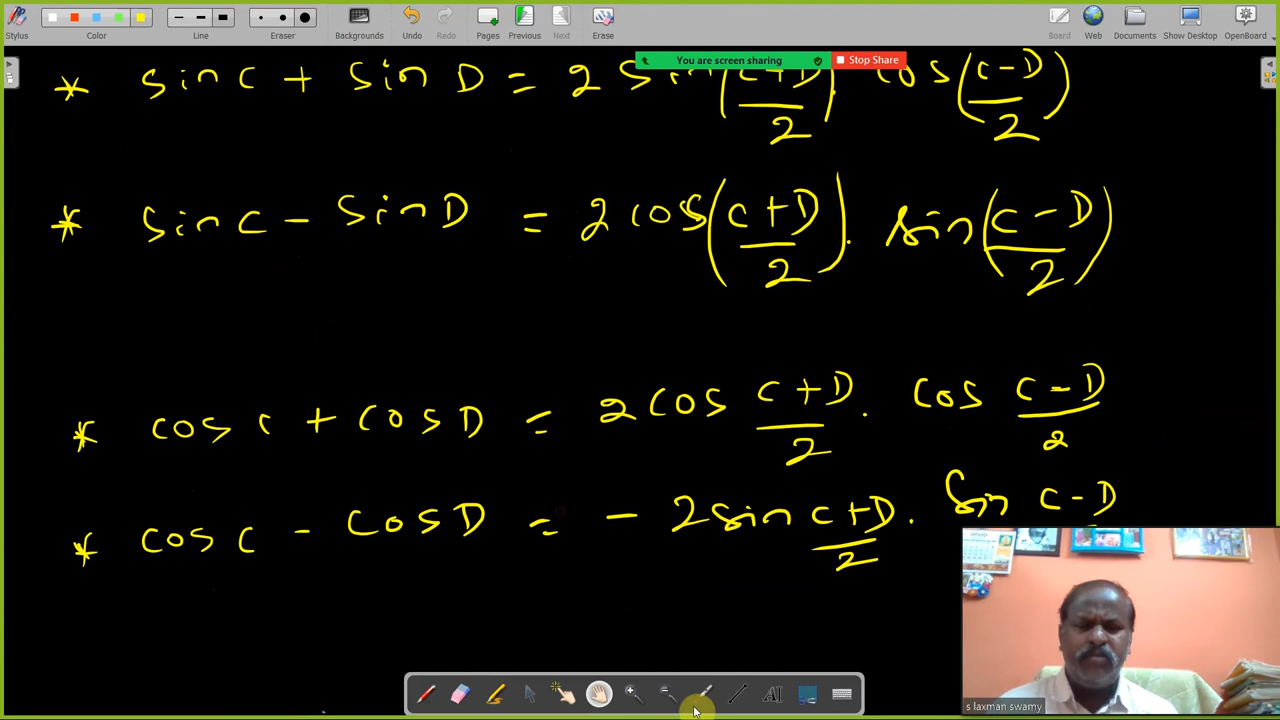 Stylus Color Line Eraser Backgrounds Undo Redo Pages Previous Next Erase Board Web Documents Show Desktop OpenBoard
You are screen sharing Stop Share
* sin C + sin D = 2 sin(C+D/2). cos(C-D/2)
* sin C - sin D = 2 cos(C+D/2). sin(C-D/2)
* cos C + cos D = 2 cos C+D/2. cos C-D/2
* cos C - cos D = - 2 sin C+D/2. Sin C-D
s laxman swamy